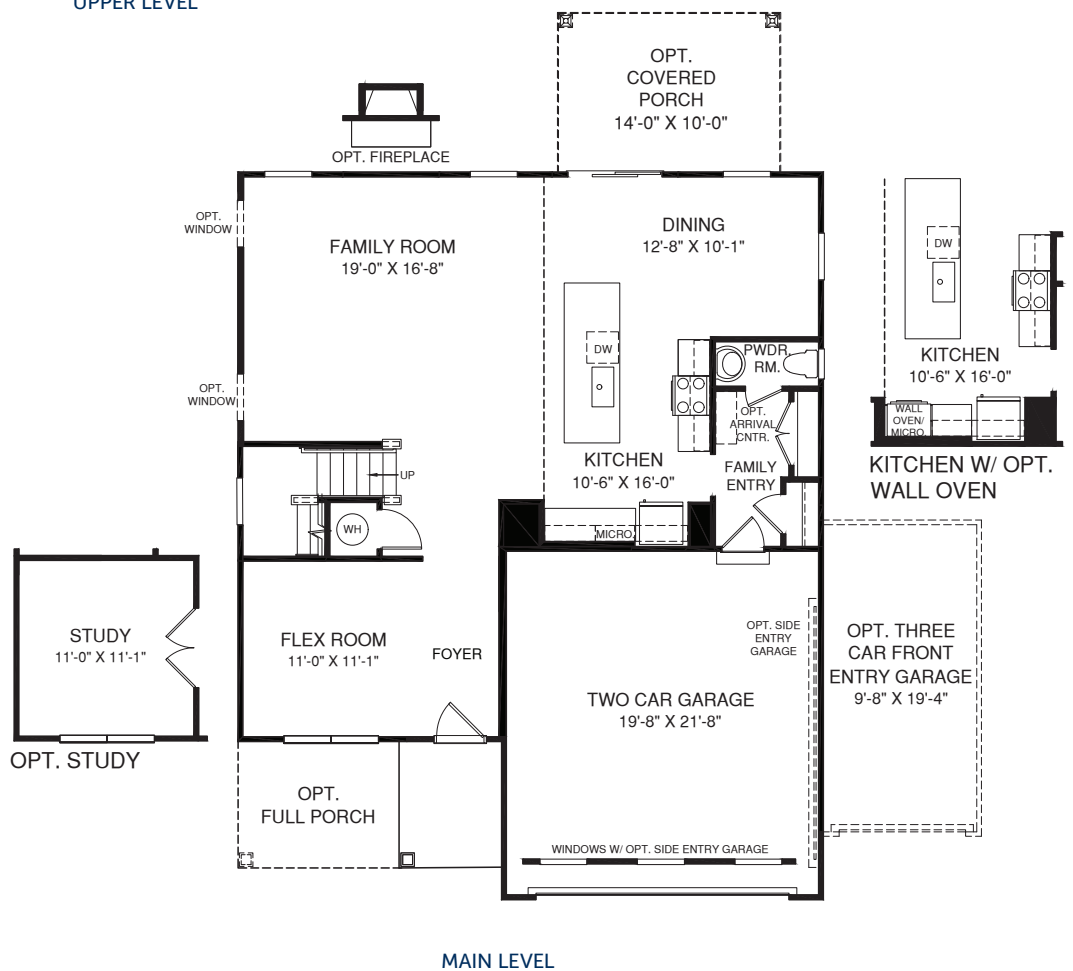 UPPER LEVEL
OPT.
COVERED
PORCH
14'-0" X 10'-0"
OPT. FIREPLACE
OPT.
WINDOW
FAMILY ROOM
19'-0" X 16'-8"
DINING
12'-8" X 10'-1"
DW
DW
PWDR.
RM.
KITCHEN
10'-6" X 16'-0"
OPT.
WINDOW
OPT.
ARRIVAL
CNTR.
WALL
OVEN/
MICRO.
KITCHEN W/ OPT.
WALL OVEN
UP
KITCHEN
10'-6" X 16'-0"
FAMILY
ENTRY
WH
MICRO.
STUDY
11'-0" X 11'-1"
OPT. STUDY
FLEX ROOM
11'-0" X 11'-1"
FOYER
OPT. SIDE
ENTRY
GARAGE
OPT. THREE
CAR FRONT
ENTRY GARAGE
9'-8" X 19'-4"
TWO CAR GARAGE
19'-8" X 21'-8"
OPT.
FULL PORCH
WINDOWS W/ OPT. SIDE ENTRY GARAGE
MAIN LEVEL